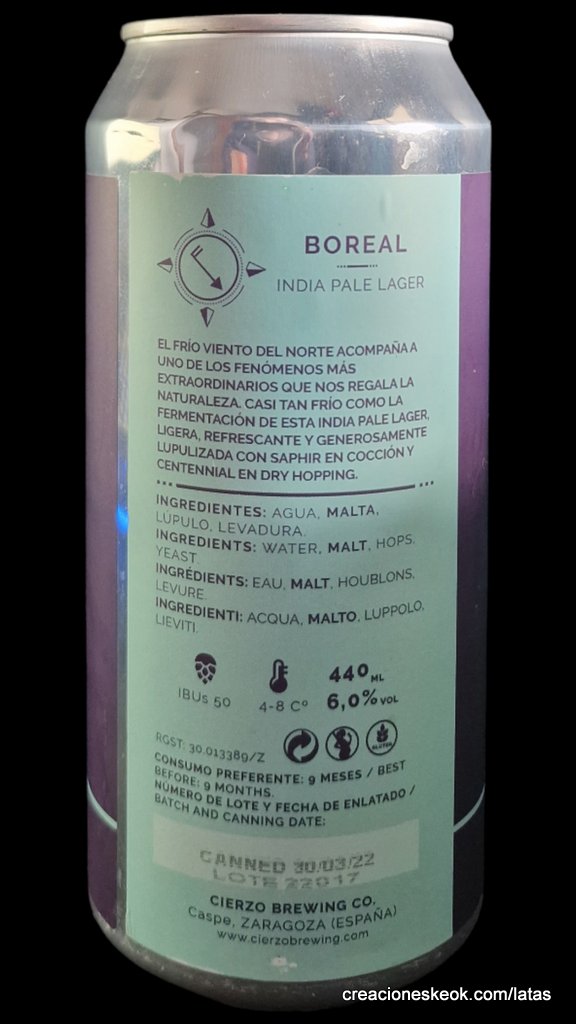 BOREAL
INDIA PALE LAGER
EL FRÍO VIENTO DEL NORTE ACOMPAÑA A
UNO DE LOS FENÓMENOS MÁS
EXTRAORDINARIOS QUE NOS REGALA LA
NATURALEZA. CASI TAN FRÍO COMO LA
FERMENTACIÓN DE ESTA INDIA PALE LAGER,
LIGERA, REFRESCANTE Y GENEROSAMENTE
LUPULIZADA CON SAPHIR EN COCCIÓN Y
CENTENNIAL EN DRY HOPPING.
INGREDIENTES: AGUA, MALTA,
LÚPULO, LEVADURA.
INGREDIENTS: WATER, MALT, HOPS,
YEAST.
INGRÉDIENTS: EAU, MALT, HOUBLONS,
LEVURE.
INGREDIENTI: ACQUA, MALTO, LUPPOLO,
LIEVITI.
IBUs 50
4-8 Cº
440 ML
6,0% VOL
GLUTEN
RGST: 30.013389/Z
CONSUMO PREFERENTE: 9 MESES / BEST
BEFORE: 9 MONTHS.
NÚMERO DE LOTE Y FECHA DE ENLATADO /
BATCH AND CANNING DATE:
CANNED 30/03/22
LOTE 22017
CIERZO BREWING CO.
Caspe, ZARAGOZA (ESPAÑA)
www.cierzobrewing.com
creacioneskeok.com/latas